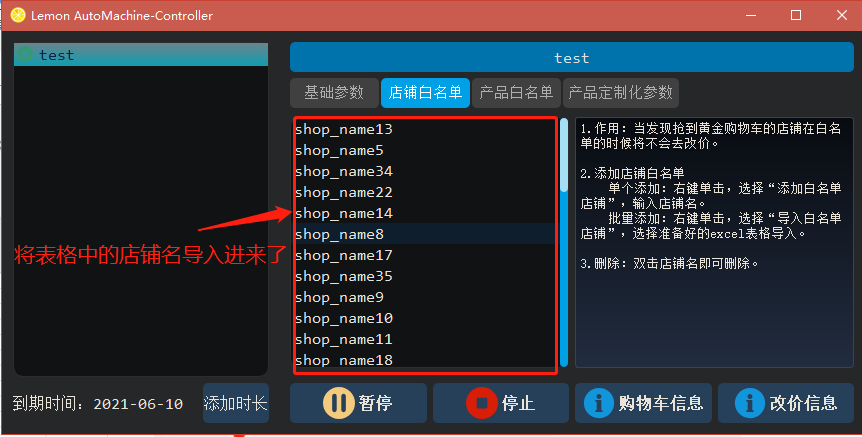 Lemon AutoMachine-Controller
test
test
基础参数
店铺白名单
产品白名单
产品定制化参数
shop_name13
shop_name5
shop_name34
shop_name22
shop_name14
shop_name8
shop_name17
shop_name35
shop_name9
shop_name10
shop_name11
shop_name18
将表格中的店铺名导入进来了
1.作用：当发现抢到黄金购物车的店铺在白名
单的时候将不会去改价。
2.添加店铺白名单
单个添加：右键单击，选择“添加白名单
店铺”，输入店铺名。
批量添加：右键单击，选择“导入白名单
店铺”，选择准备好的excel表格导入。
3.删除：双击店铺名即可删除。
到期时间：2021-06-10
添加时长
暂停
停止
购物车信息
改价信息